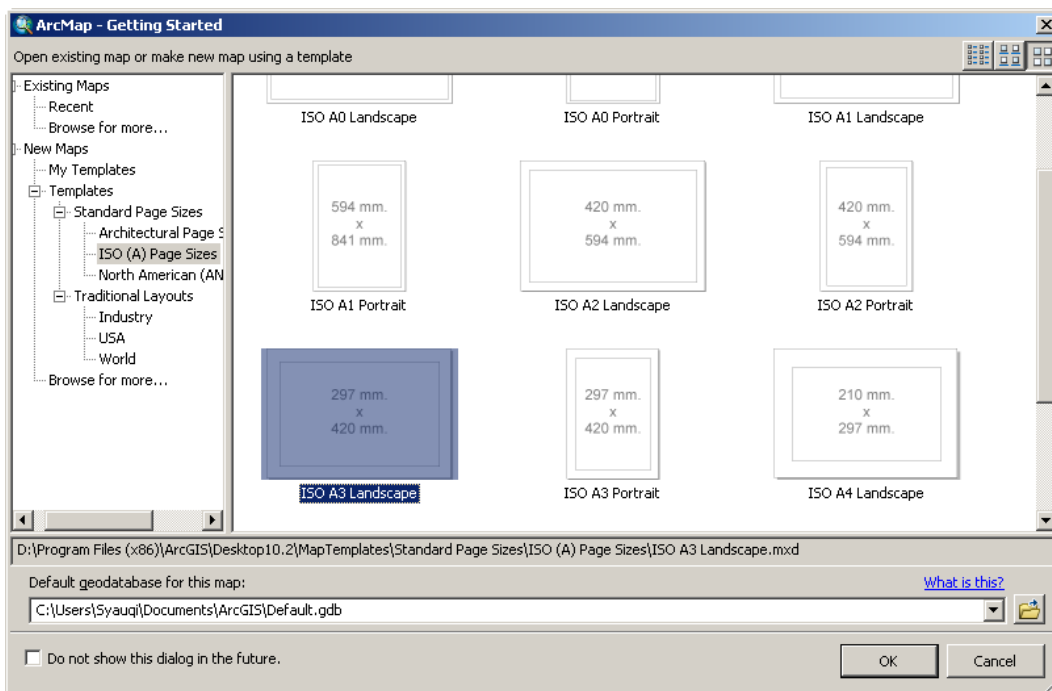 ArcMap - Getting Started
Open existing map or make new map using a template
Existing Maps
Recent
Browse for more...
New Maps
My Templates
Templates
Standard Page Sizes
Architectural Page S
ISO (A) Page Sizes
North American (AN
Traditional Layouts
Industry
USA
World
Browse for more...
ISO A0 Landscape
ISO A0 Portrait
ISO A1 Landscape
594 mm.
x
841 mm.
ISO A1 Portrait
420 mm.
x
594 mm.
ISO A2 Landscape
420 mm.
x
594 mm.
ISO A2 Portrait
297 mm.
x
420 mm.
ISO A3 Landscape
297 mm.
x
420 mm.
ISO A3 Portrait
210 mm.
x
297 mm.
ISO A4 Landscape
D:\Program Files (x86)\ArcGIS\Desktop10.2\MapTemplates\Standard Page Sizes\ISO (A) Page Sizes\ISO A3 Landscape.mxd
Default geodatabase for this map:
What is this?
C:\Users\Syauqi\Documents\ArcGIS\Default.gdb
Do not show this dialog in the future.
OK
Cancel